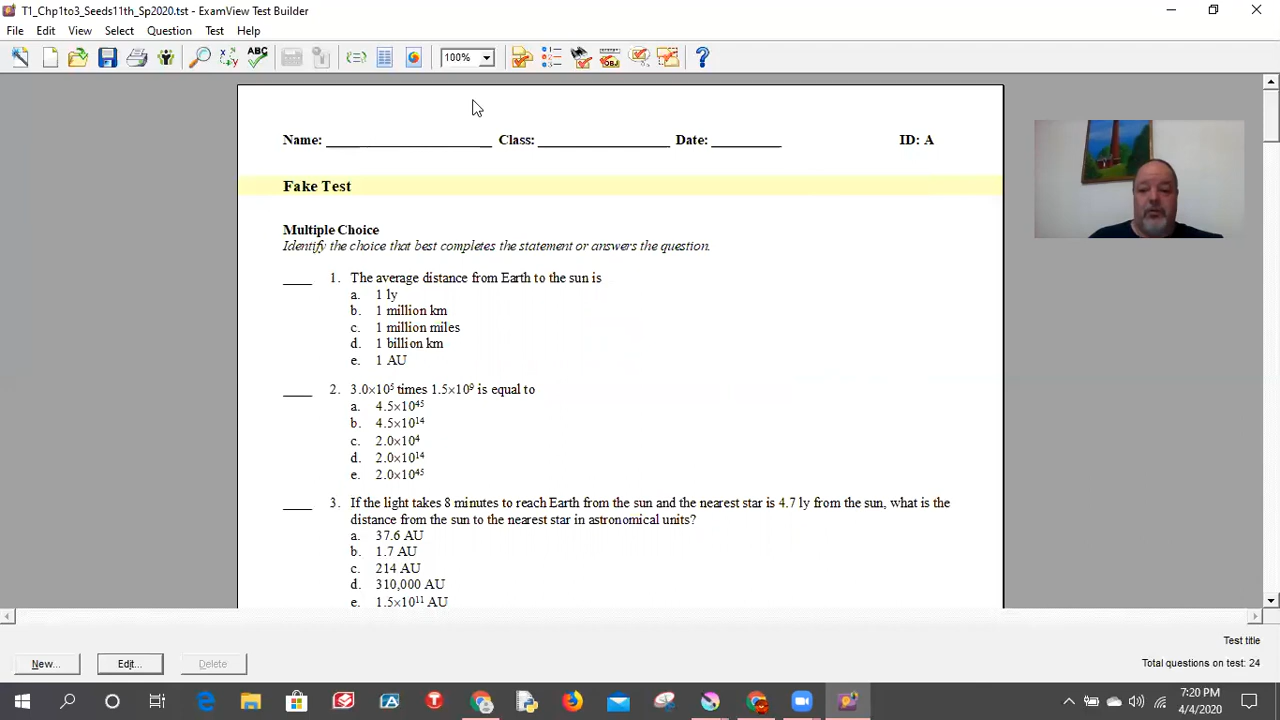 T1_Chp1to3_Seeds11th_Sp2020.tst - ExamView Test Builder
File Edit View Select Question Test Help
ABC x,y 100% OBJ ?
Name: Class: Date: ID: A
Fake Test
Multiple Choice
Identify the choice that best completes the statement or answers the question.
1. The average distance from Earth to the sun is
a. 1 ly
b. 1 million km
c. 1 million miles
d. 1 billion km
e. 1 AU
2. 3.0×10⁵ times 1.5×10⁹ is equal to
a. 4.5×10⁴⁵
b. 4.5×10¹⁴
c. 2.0×10⁴
d. 2.0×10¹⁴
e. 2.0×10⁴⁵
3. If the light takes 8 minutes to reach Earth from the sun and the nearest star is 4.7 ly from the sun, what is the
distance from the sun to the nearest star in astronomical units?
a. 37.6 AU
b. 1.7 AU
c. 214 AU
d. 310,000 AU
e. 1.5×10¹¹ AU
Test title
New... Edit... Delete
Total questions on test: 24
7:20 PM
4/4/2020